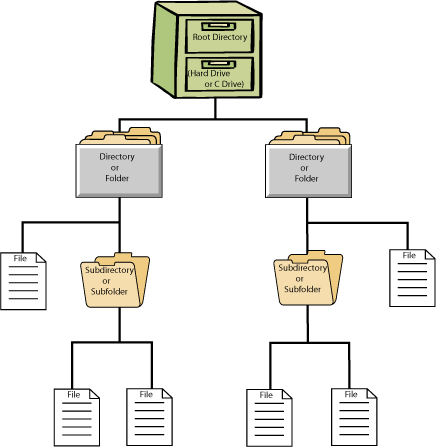 Root Directory
(Hard Drive
or C Drive)
Directory
or
Folder
Directory
or
Folder
File
Subdirectory
or
Subfolder
Subdirectory
or
Subfolder
File
File
File
File
File